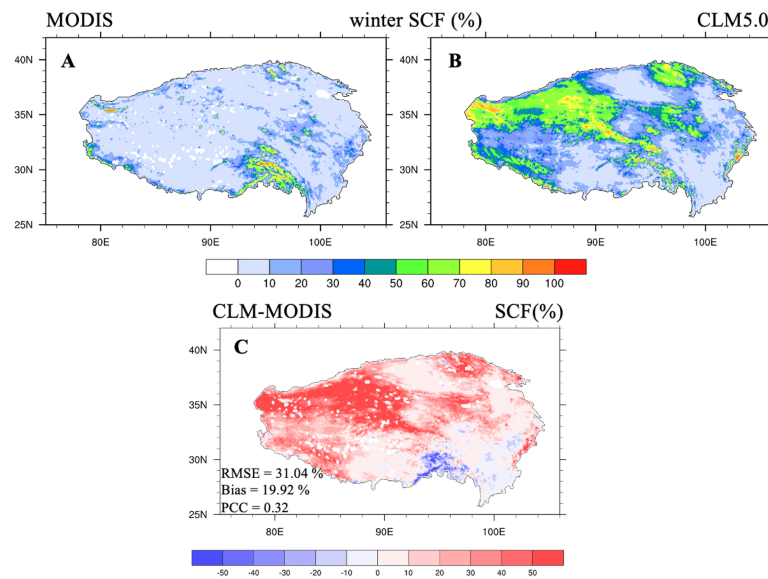 MODIS winter SCF (%) CLM5.0
A B
40N 40N
35N 35N
30N 30N
25N 25N
80E 90E 100E 80E 90E 100E
0 10 20 30 40 50 60 70 80 90 100
CLM-MODIS SCF(%)
C
40N
35N
30N
RMSE = 31.04 %
Bias = 19.92 %
PCC = 0.32
25N
80E 90E 100E
-50 -40 -30 -20 -10 0 10 20 30 40 50